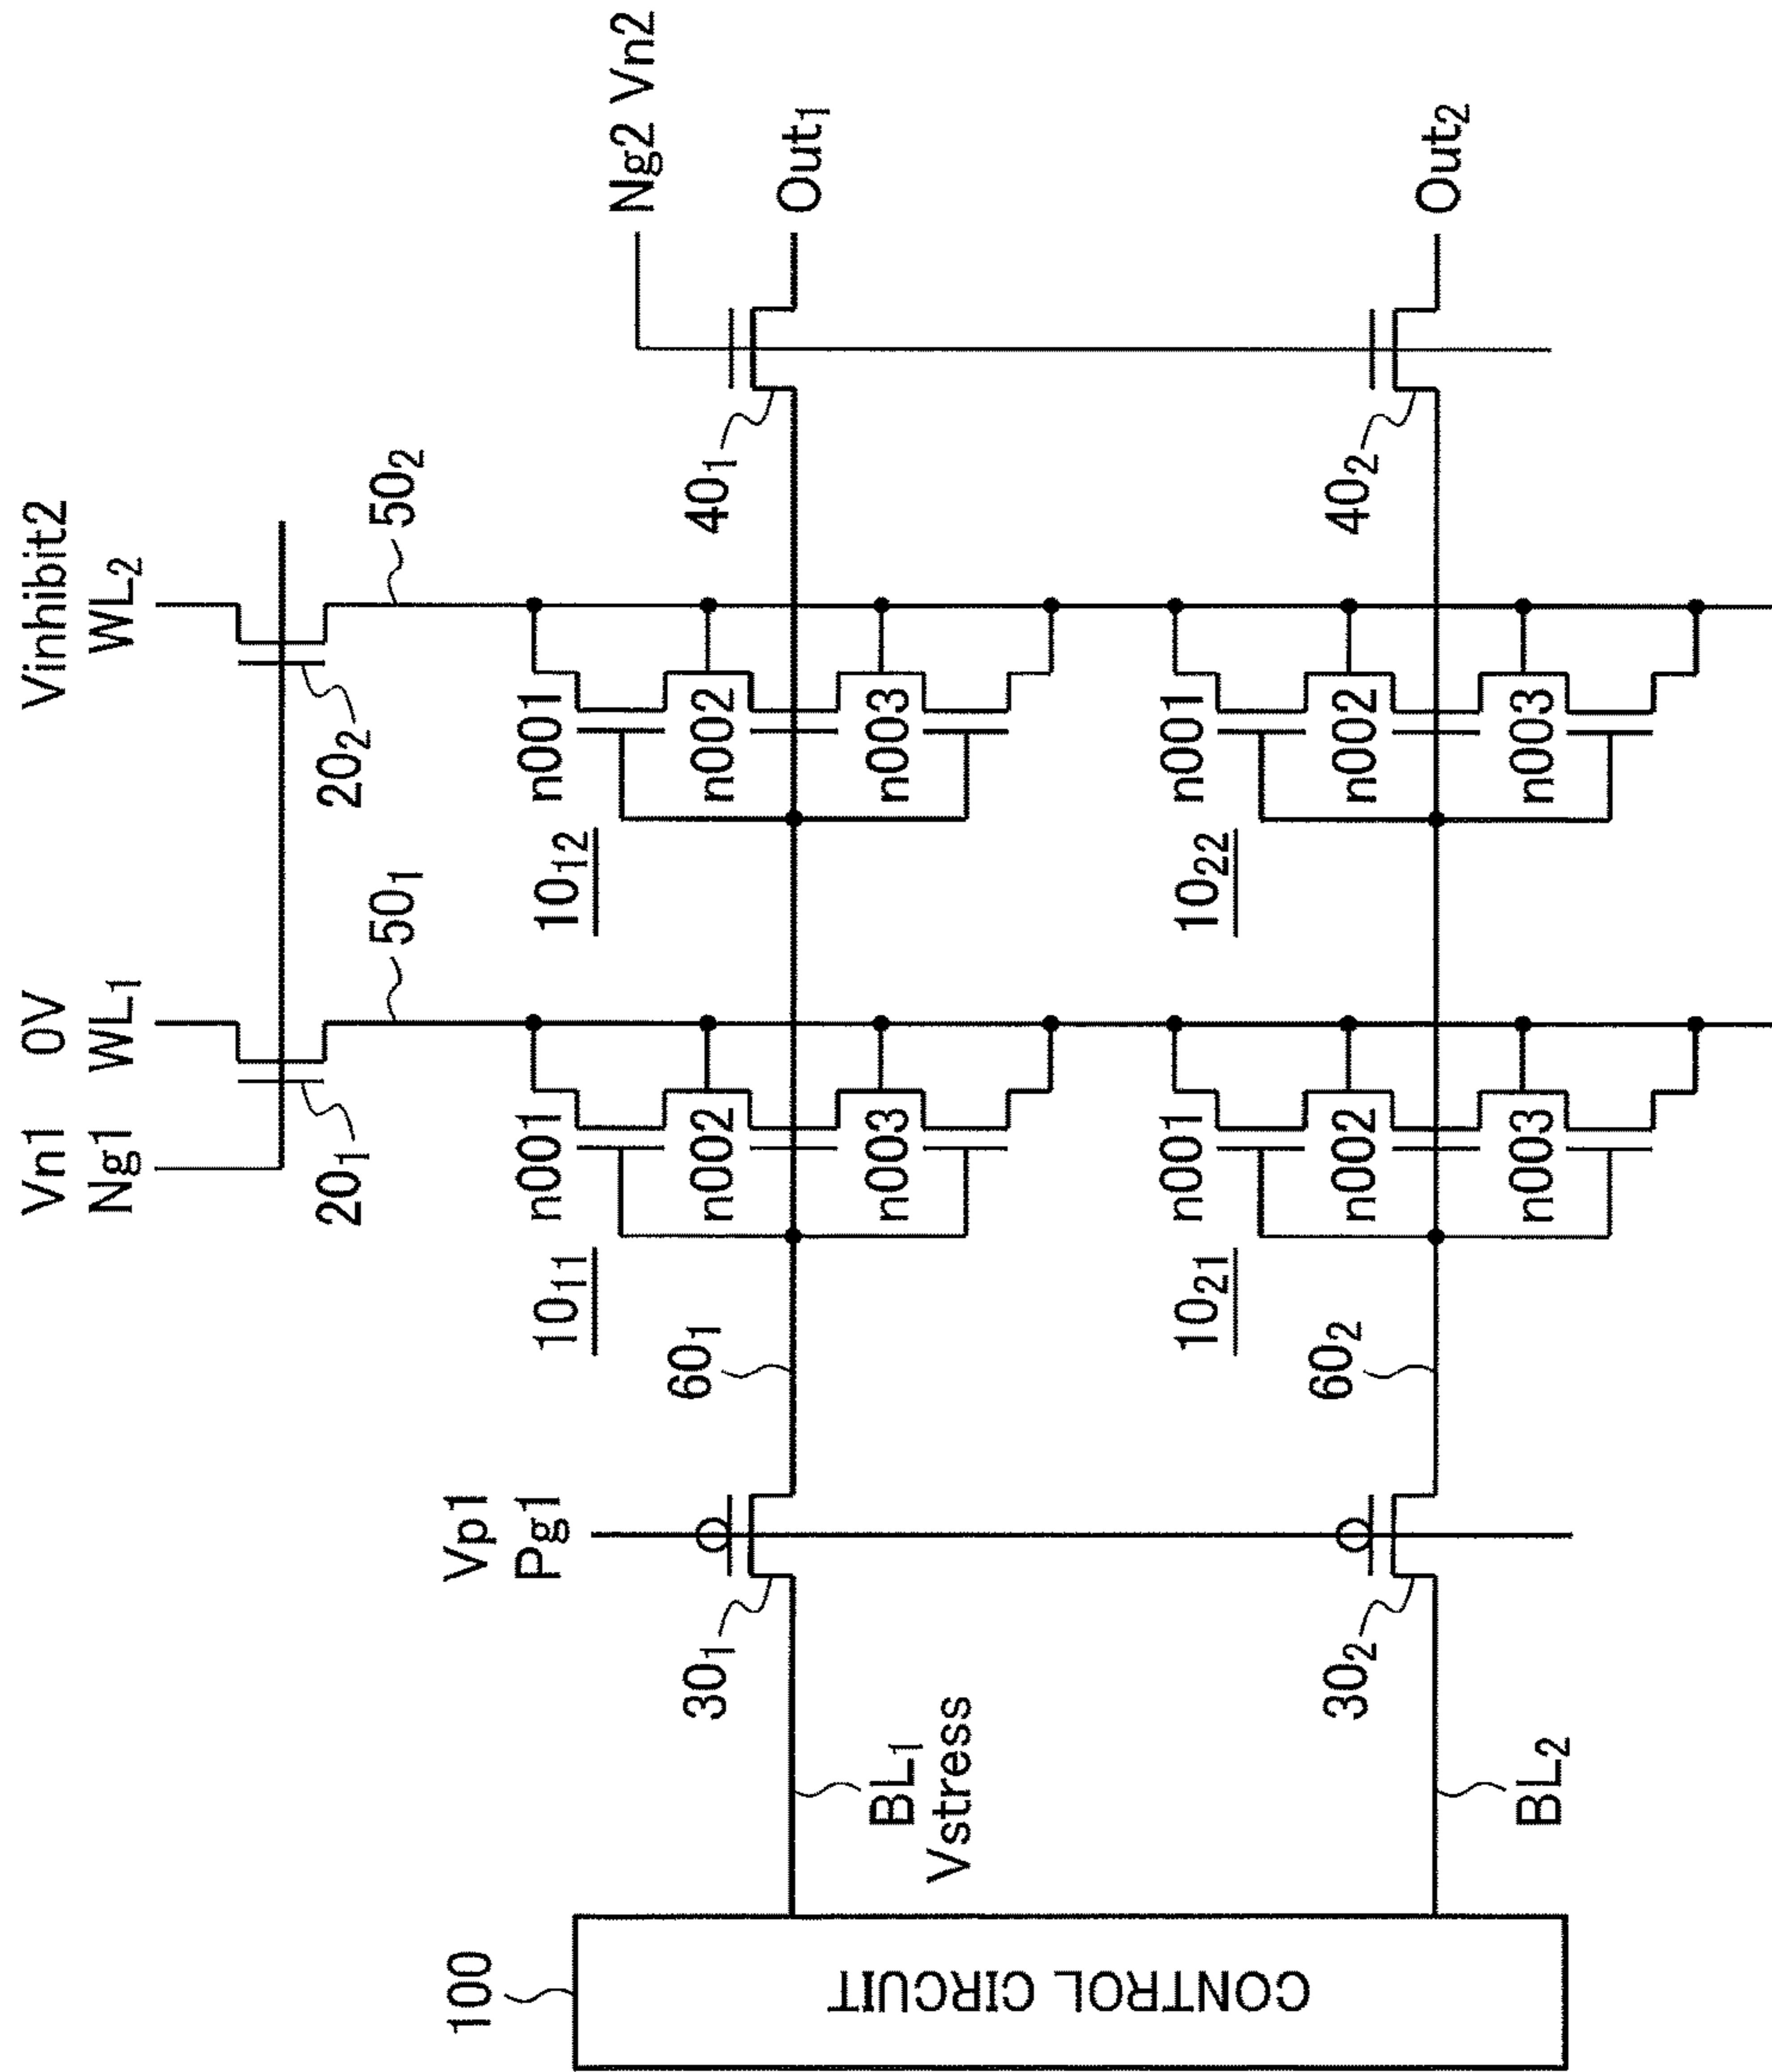 Vn1
0V
Vinhibit2
Ng1
WL1
WL2
201
202
501
502
100
Vp1
Pg1
n001
n001
1011
1012
Ng2 Vn2
601
301
n002
n002
401
Out1
BL1
n003
n003
Vstress
CONTROL CIRCUIT
n001
n001
1021
1022
602
302
n002
n002
402
Out2
BL2
n003
n003